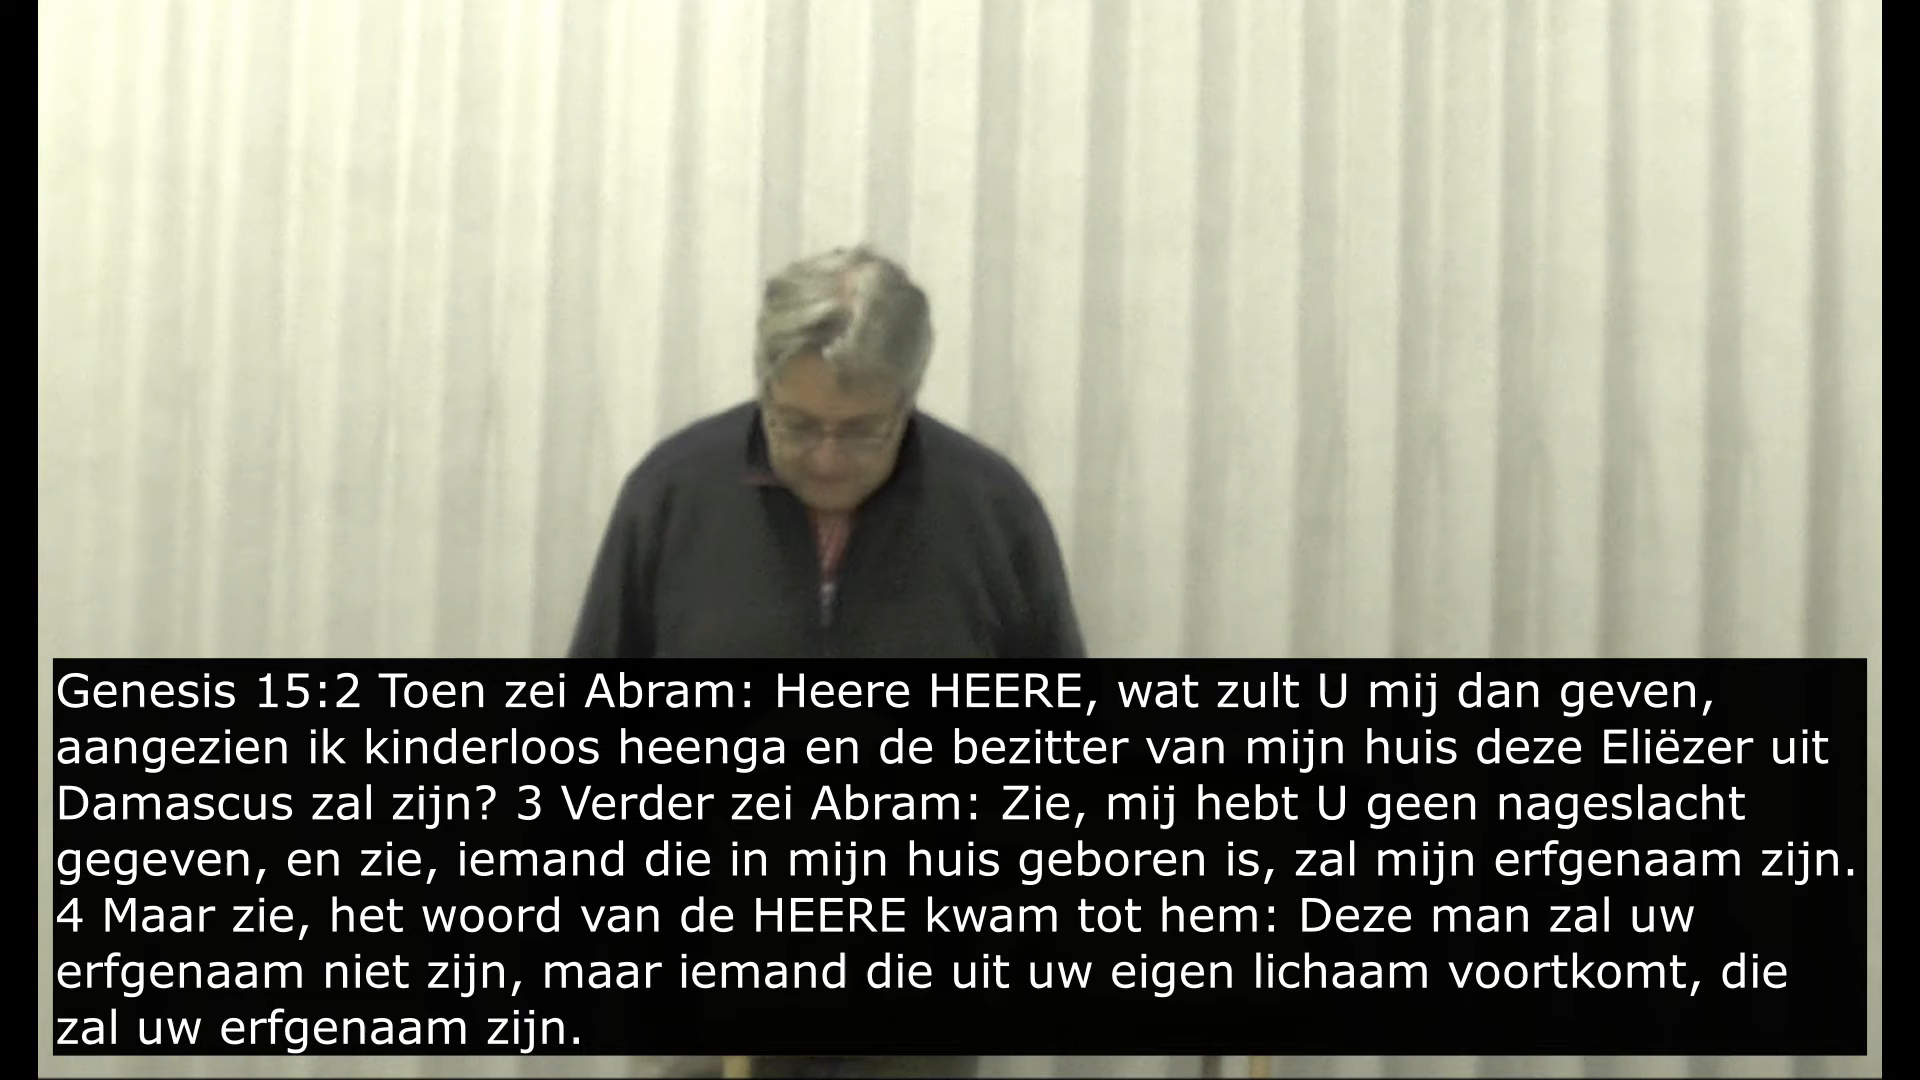 Genesis 15:2 Toen zei Abram: Heere HEERE, wat zult U mij dan geven,
aangezien ik kinderloos heenga en de bezitter van mijn huis deze Eliëzer uit
Damascus zal zijn? 3 Verder zei Abram: Zie, mij hebt U geen nageslacht
gegeven, en zie, iemand die in mijn huis geboren is, zal mijn erfgenaam zijn.
4 Maar zie, het woord van de HEERE kwam tot hem: Deze man zal uw
erfgenaam niet zijn, maar iemand die uit uw eigen lichaam voortkomt, die
zal uw erfgenaam zijn.